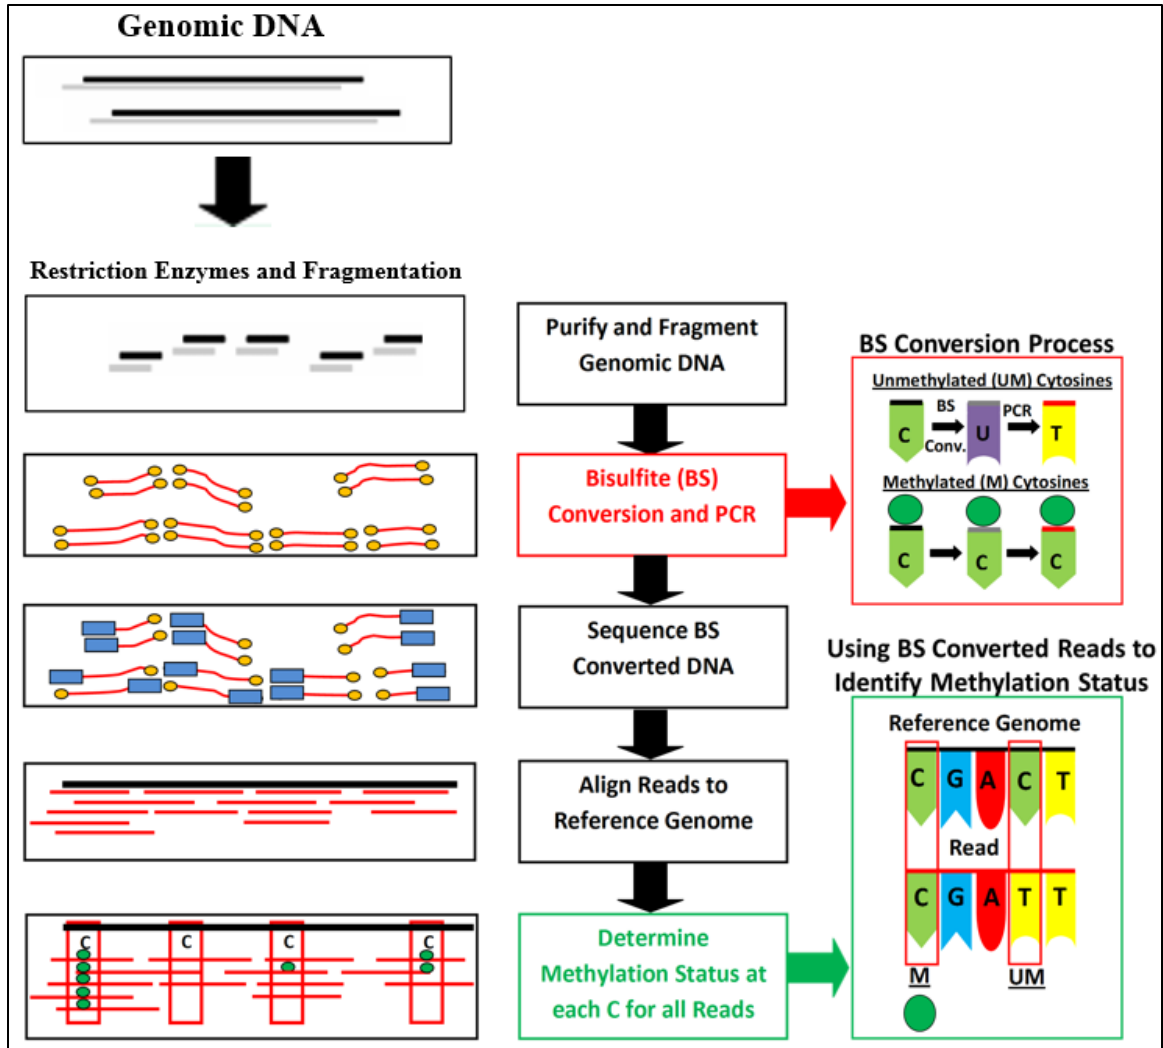 Genomic DNA
Restriction Enzymes and Fragmentation
Purify and Fragment
Genomic DNA
Bisulfite (BS)
Conversion and PCR
Sequence BS
Converted DNA
Align Reads to
Reference Genome
C C C C
Determine
Methylation Status at
each C for all Reads
BS Conversion Process
Unmethylated (UM) Cytosines
BS PCR
C U T
Conv.
Methylated (M) Cytosines
C C C
Using BS Converted Reads to
Identify Methylation Status
Reference Genome
C G A C T
Read
C G A T T
M UM